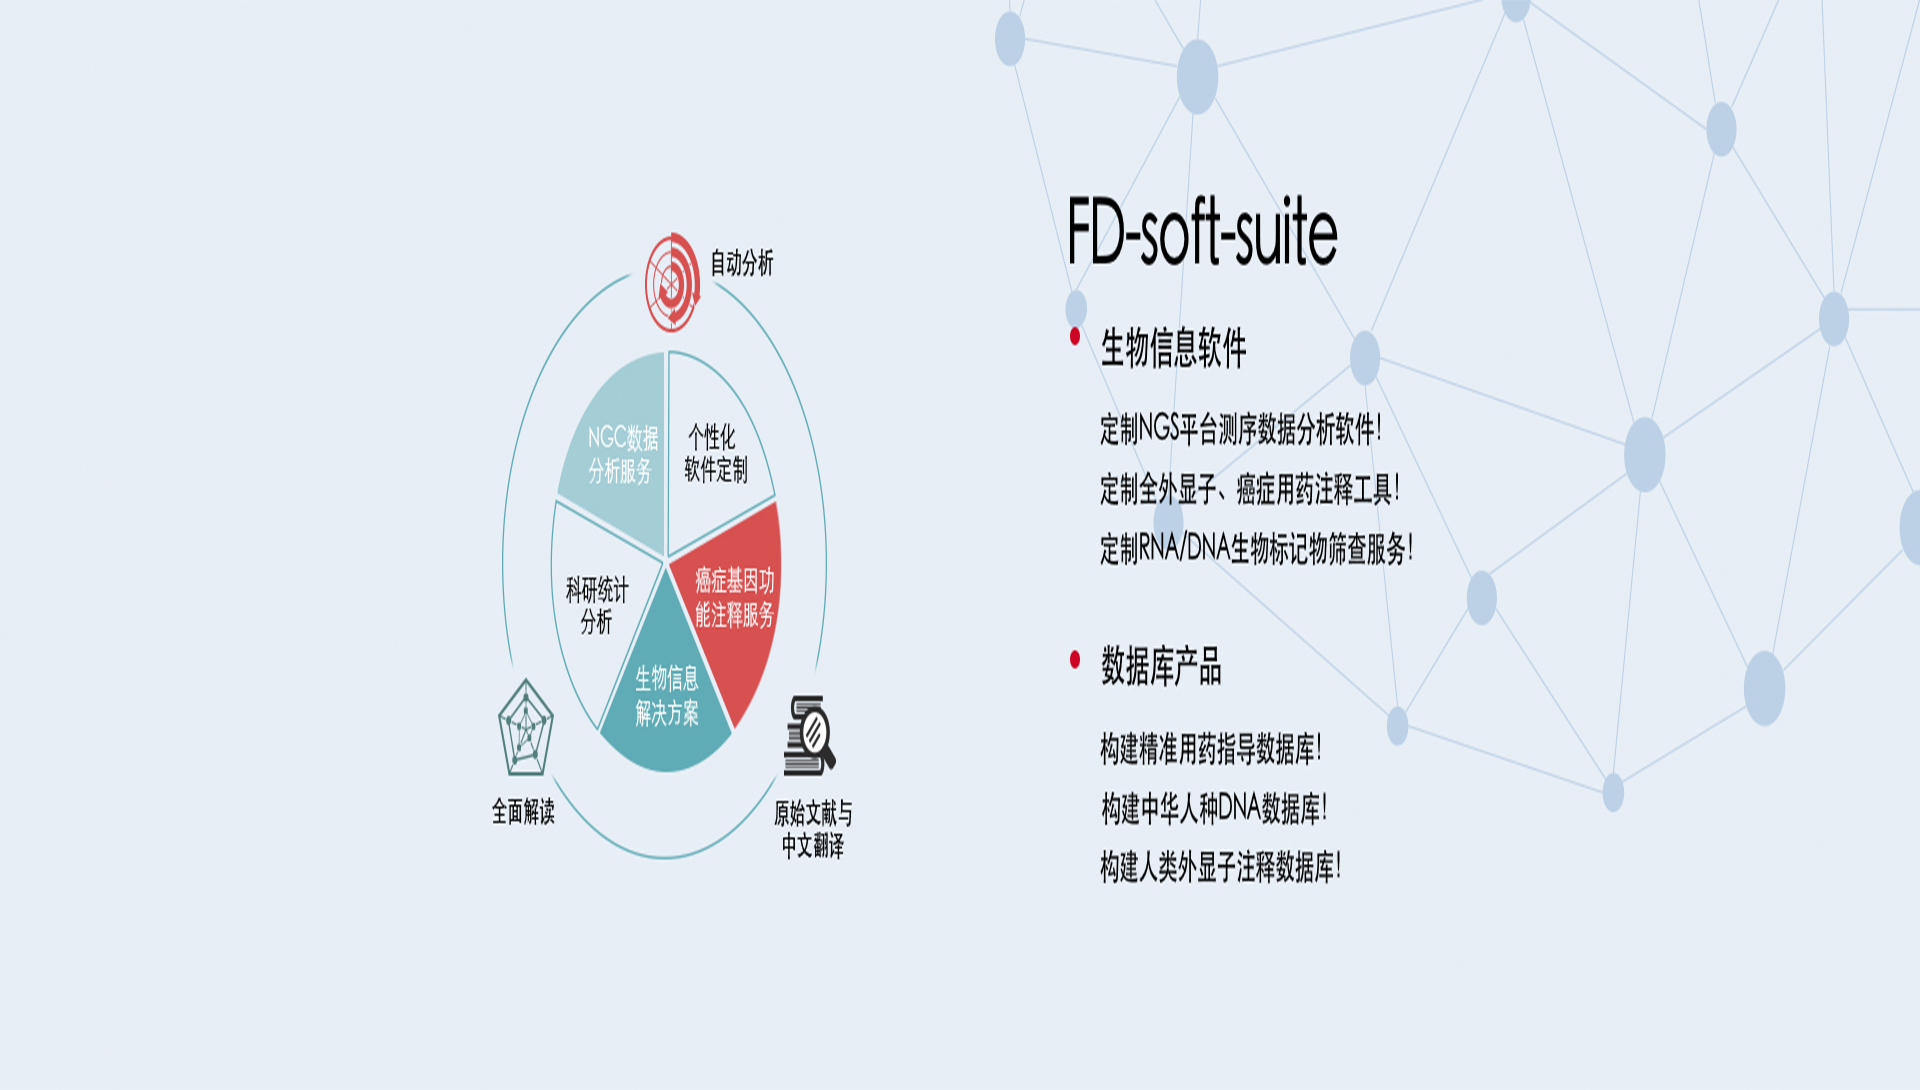 自动分析
NGC数据
分析服务
个性化
软件定制
科研统计
分析
癌症基因功
能注释服务
生物信息
解决方案
全面解读
原始文献与
中文翻译
FD-soft-suite
生物信息软件
定制NGS平台测序数据分析软件!
定制全外显子、癌症用药注释工具!
定制RNA/DNA生物标记物筛查服务!
数据库产品
构建精准用药指导数据库!
构建中华人种DNA数据库!
构建人类外显子注释数据库!